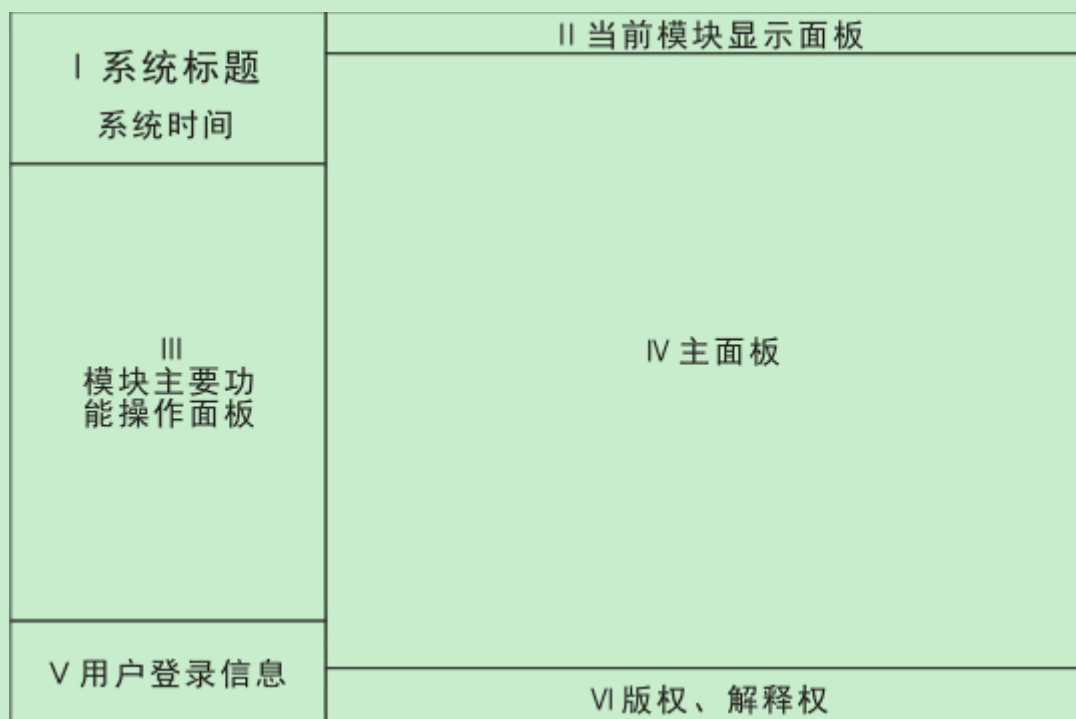 Ⅰ 系统标题
系统时间
Ⅱ 当前模块显示面板
Ⅲ
模块主要功
能操作面板
Ⅳ 主面板
Ⅴ 用户登录信息
Ⅵ 版权、解释权